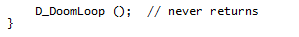 D_DoomLoop ();  // never returns
}